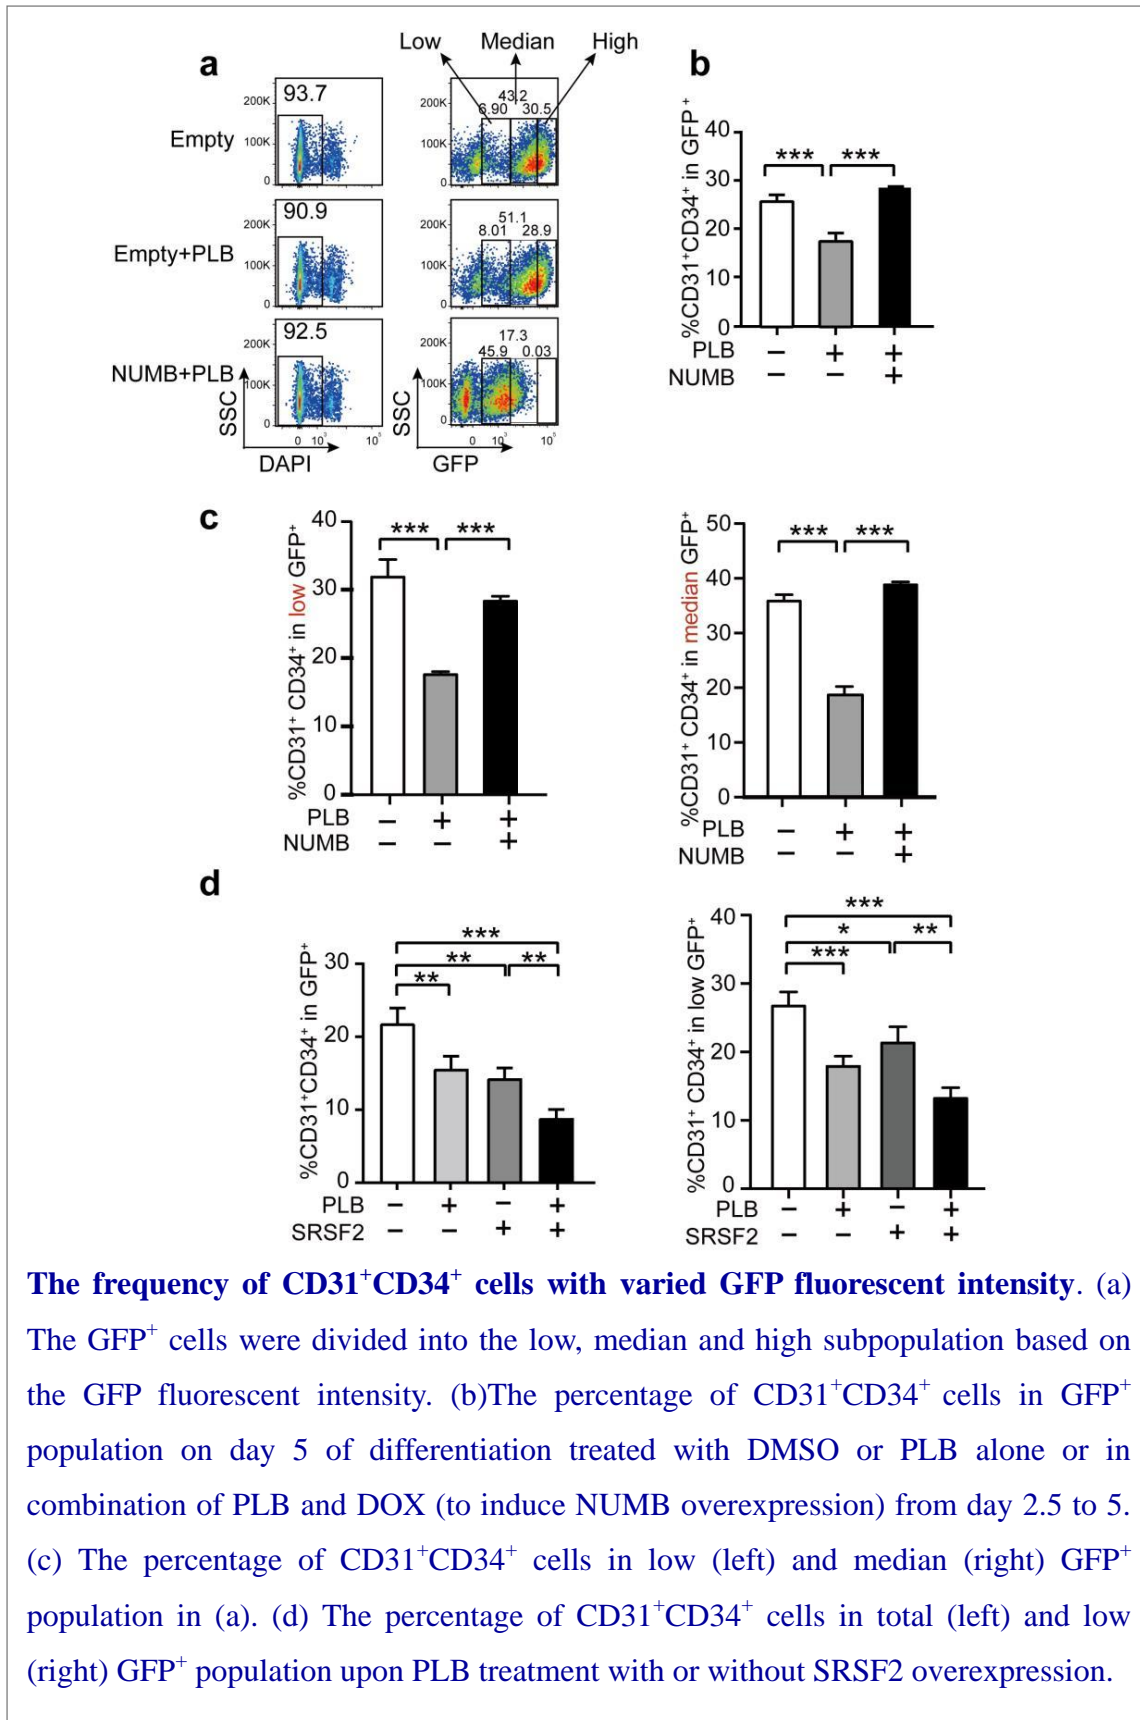 Low Median High
a
b
93.7
200K
100K
0
Empty
43.2
6.90 30.5
200K
100K
0
90.9
200K
100K
0
Empty+PLB
51.1
8.01 28.9
200K
100K
0
92.5
200K
100K
0
NUMB+PLB
17.3
45.9 0.03
200K
100K
0
SSC
0 10³ 10⁵
DAPI
SSC
0 10³ 10⁵
GFP
%CD31⁺CD34⁺ in GFP⁺
40
30
20
10
0
*** ***
PLB − + +
NUMB − − +
c
%CD31⁺ CD34⁺ in low GFP⁺
40
30
20
10
0
*** ***
PLB − + +
NUMB − − +
%CD31⁺ CD34⁺ in median GFP⁺
50
40
30
20
10
0
*** ***
PLB − + +
NUMB − − +
d
%CD31⁺CD34⁺ in GFP⁺
30
20
10
0
***
** **
**
PLB − + − +
SRSF2 − − + +
%CD31⁺ CD34⁺ in low GFP⁺
40
30
20
10
0
***
* **
***
PLB − + − +
SRSF2 − − + +
The frequency of CD31⁺CD34⁺ cells with varied GFP fluorescent intensity. (a)
The GFP⁺ cells were divided into the low, median and high subpopulation based on
the GFP fluorescent intensity. (b)The percentage of CD31⁺CD34⁺ cells in GFP⁺
population on day 5 of differentiation treated with DMSO or PLB alone or in
combination of PLB and DOX (to induce NUMB overexpression) from day 2.5 to 5.
(c) The percentage of CD31⁺CD34⁺ cells in low (left) and median (right) GFP⁺
population in (a). (d) The percentage of CD31⁺CD34⁺ cells in total (left) and low
(right) GFP⁺ population upon PLB treatment with or without SRSF2 overexpression.